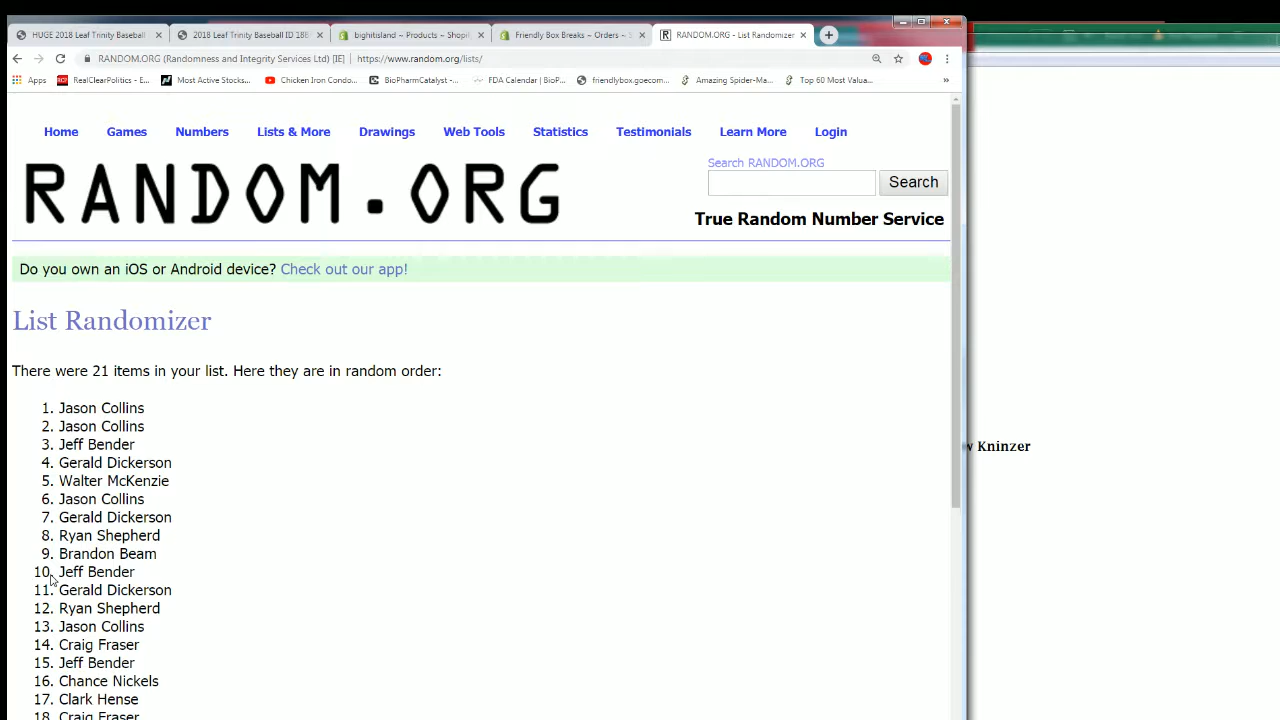 HUGE 2018 Leaf Trinity Baseball
2018 Leaf Trinity Baseball ID 18B
bighitsland ~ Products ~ Shopif
Friendly Box Breaks ~ Orders ~ S
RANDOM.ORG - List Randomizer
RANDOM.ORG (Randomness and Integrity Services Ltd) [IE] | https://www.random.org/lists/
Apps RealClearPolitics - E... Most Active Stocks... Chicken Iron Condo... BioPharmCatalyst -... FDA Calendar | BioP... friendlybox.goecom... Amazing Spider-Ma... Top 60 Most Valua... »
Home Games Numbers Lists & More Drawings Web Tools Statistics Testimonials Learn More Login
RANDOM.ORG
Search RANDOM.ORG
Search
True Random Number Service
Do you own an iOS or Android device? Check out our app!
List Randomizer
There were 21 items in your list. Here they are in random order:
1. Jason Collins
2. Jason Collins
3. Jeff Bender
4. Gerald Dickerson
w Kninzer
5. Walter McKenzie
6. Jason Collins
7. Gerald Dickerson
8. Ryan Shepherd
9. Brandon Beam
10. Jeff Bender
11. Gerald Dickerson
12. Ryan Shepherd
13. Jason Collins
14. Craig Fraser
15. Jeff Bender
16. Chance Nickels
17. Clark Hense
18. Craig Fraser